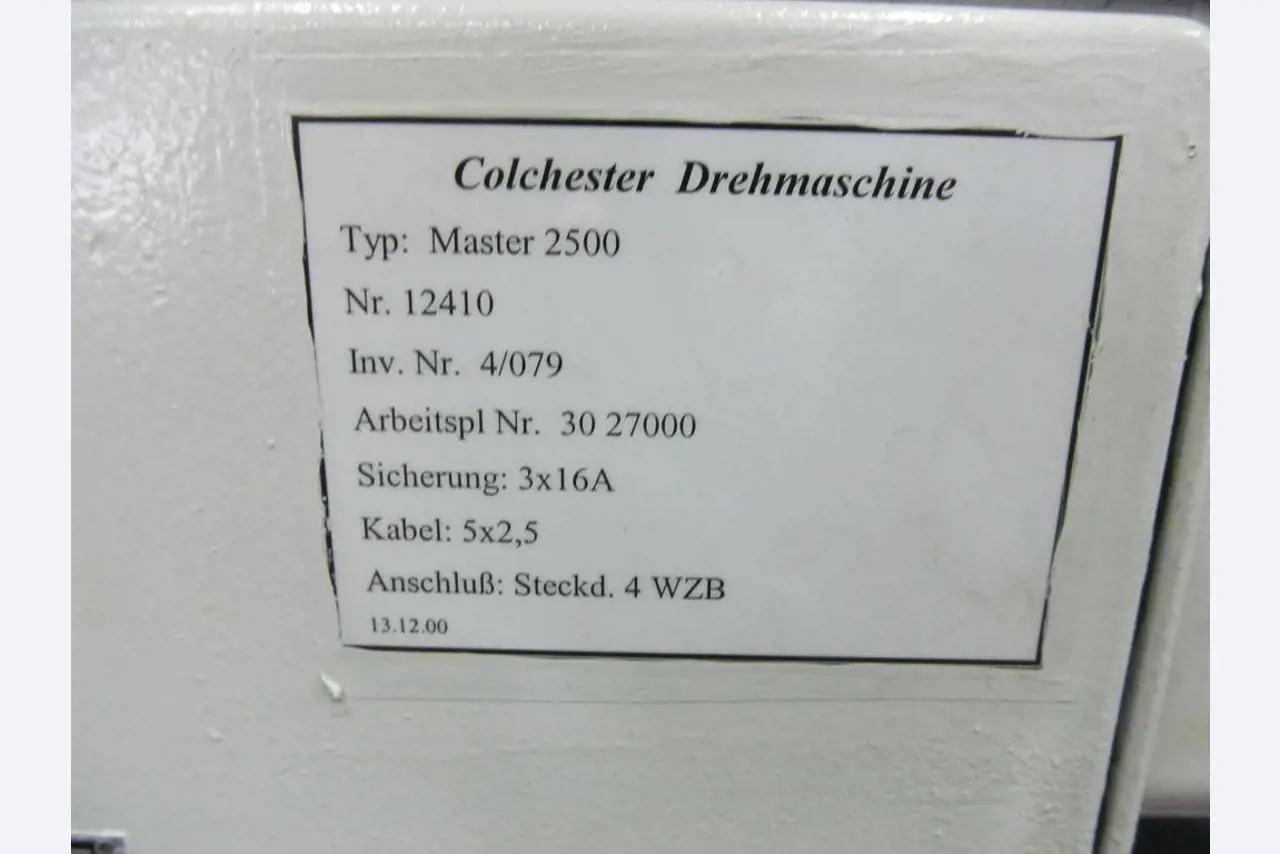 Colchester Drehmaschine
Typ: Master 2500
Nr. 12410
Inv. Nr. 4/079
Arbeitspl Nr. 30 27000
Sicherung: 3x16A
Kabel: 5x2,5
Anschluß: Steckd. 4 WZB
13.12.00